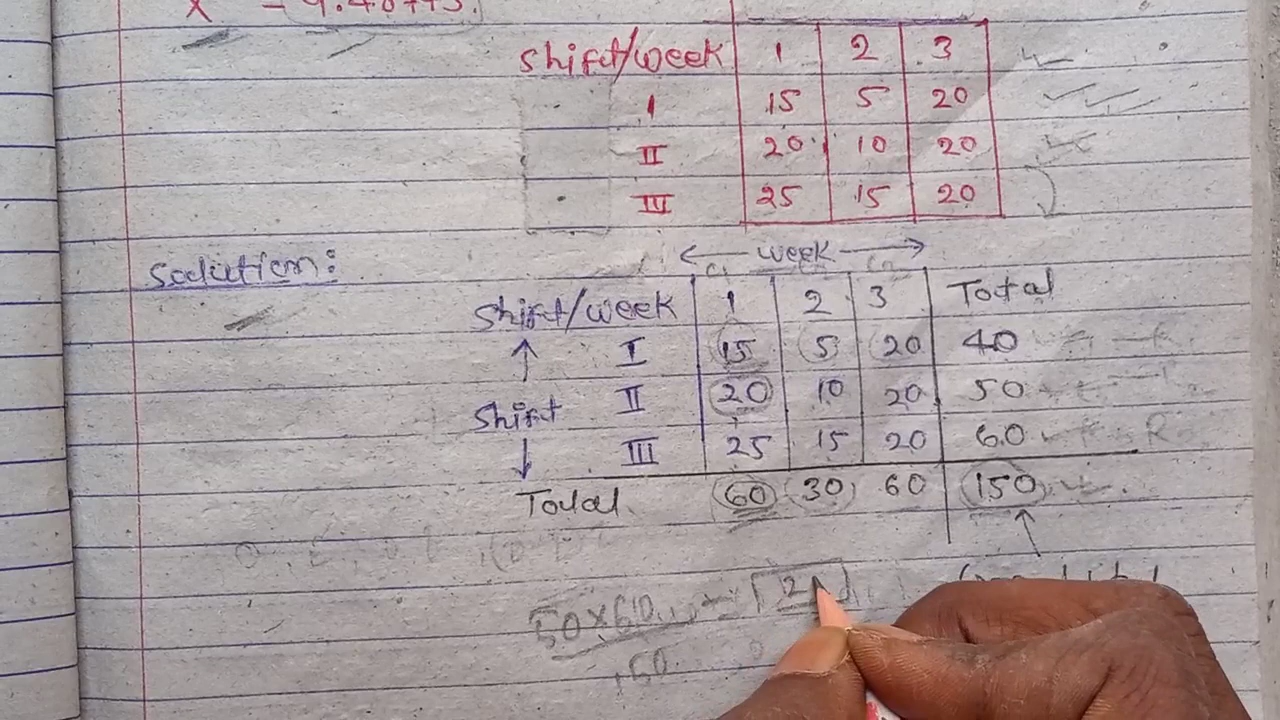 Shift/week 1 2 3
I 15 5 20
II 20 10 20
III 25 15 20
Solution:
← week →
Shift/week 1 2 3 Total
I 15 5 20 40
Shift II 20 10 20 50
III 25 15 20 60
Total 60 30 60 150
50×60 =